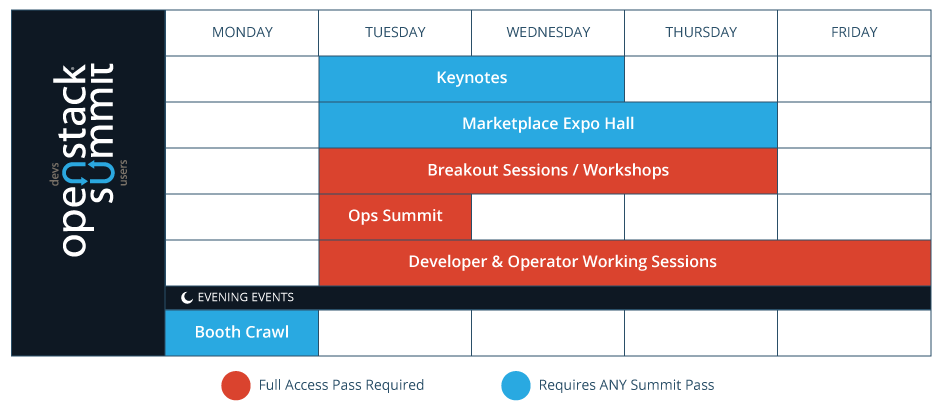 openstack
summit
devs
users
MONDAY TUESDAY WEDNESDAY THURSDAY FRIDAY
Keynotes
Marketplace Expo Hall
Breakout Sessions / Workshops
Ops Summit
Developer & Operator Working Sessions
EVENING EVENTS
Booth Crawl
Full Access Pass Required Requires ANY Summit Pass